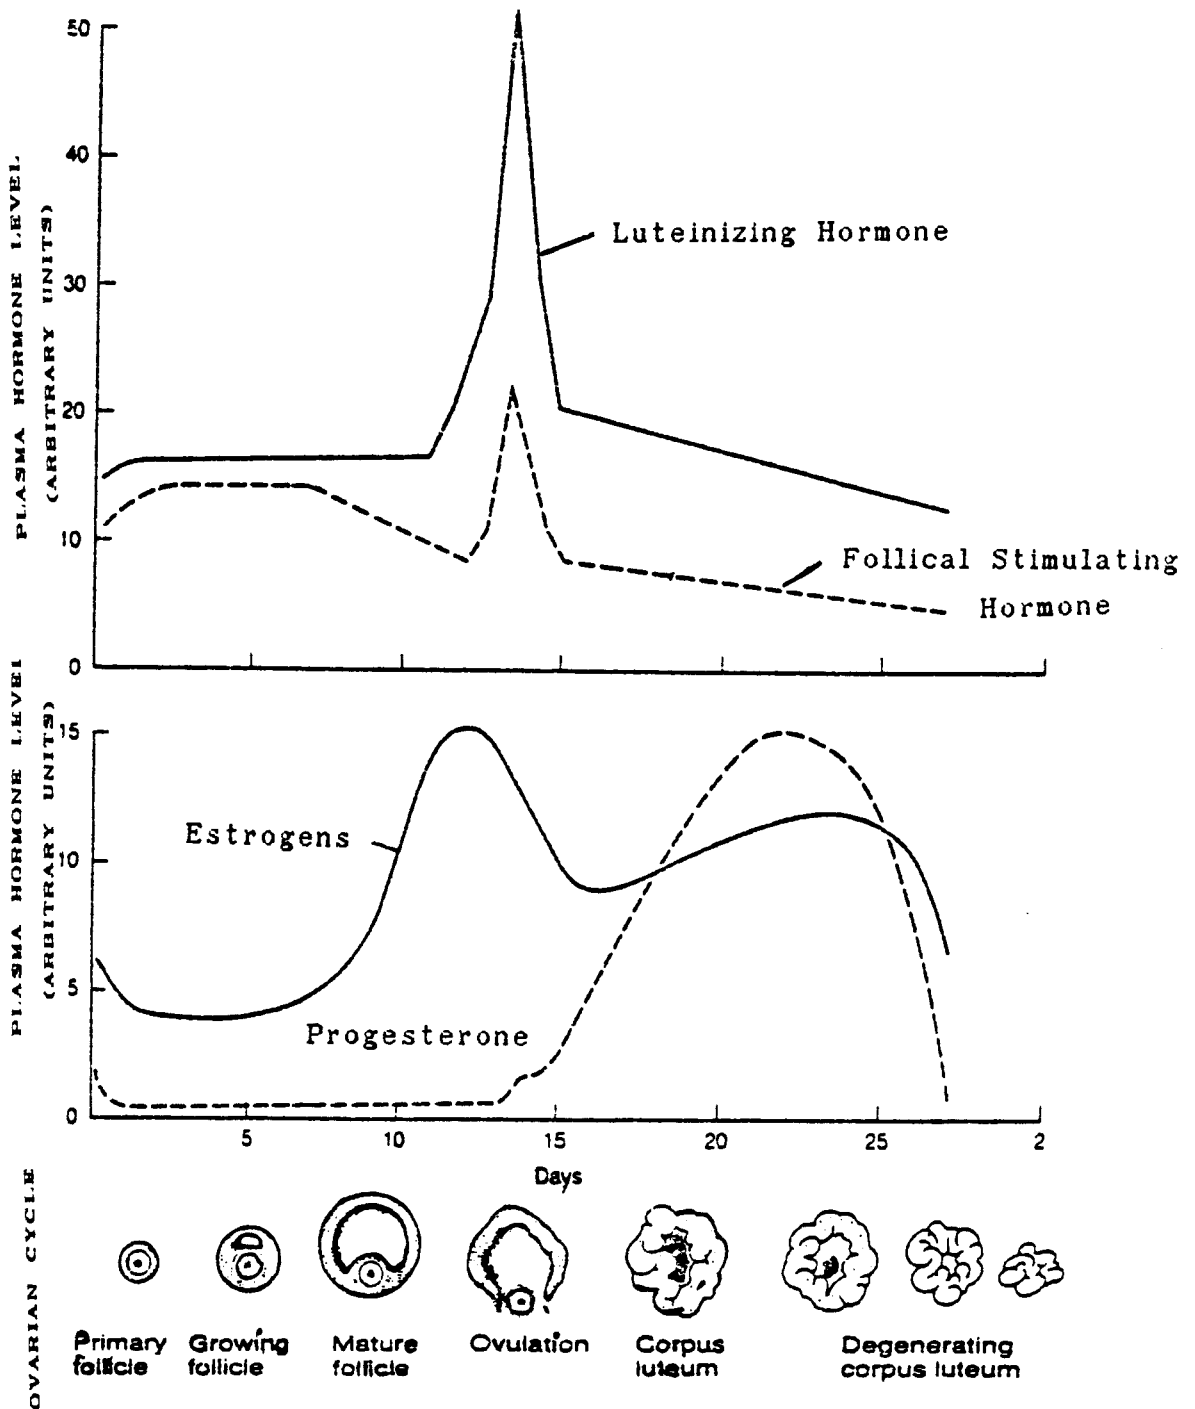 PLASMA HORMONE LEVEL
(ARBITRARY UNITS)
50
40
30
20
10
0
Luteinizing Hormone
Follical Stimulating
Hormone
PLASMA HORMONE LEVEL
(ARBITRARY UNITS)
15
10
5
0
Estrogens
Progesterone
5 10 15 20 25 2
Days
OVARIAN CYCLE
Primary
follicle
Growing
follicle
Mature
follicle
Ovulation
Corpus
luteum
Degenerating
corpus luteum